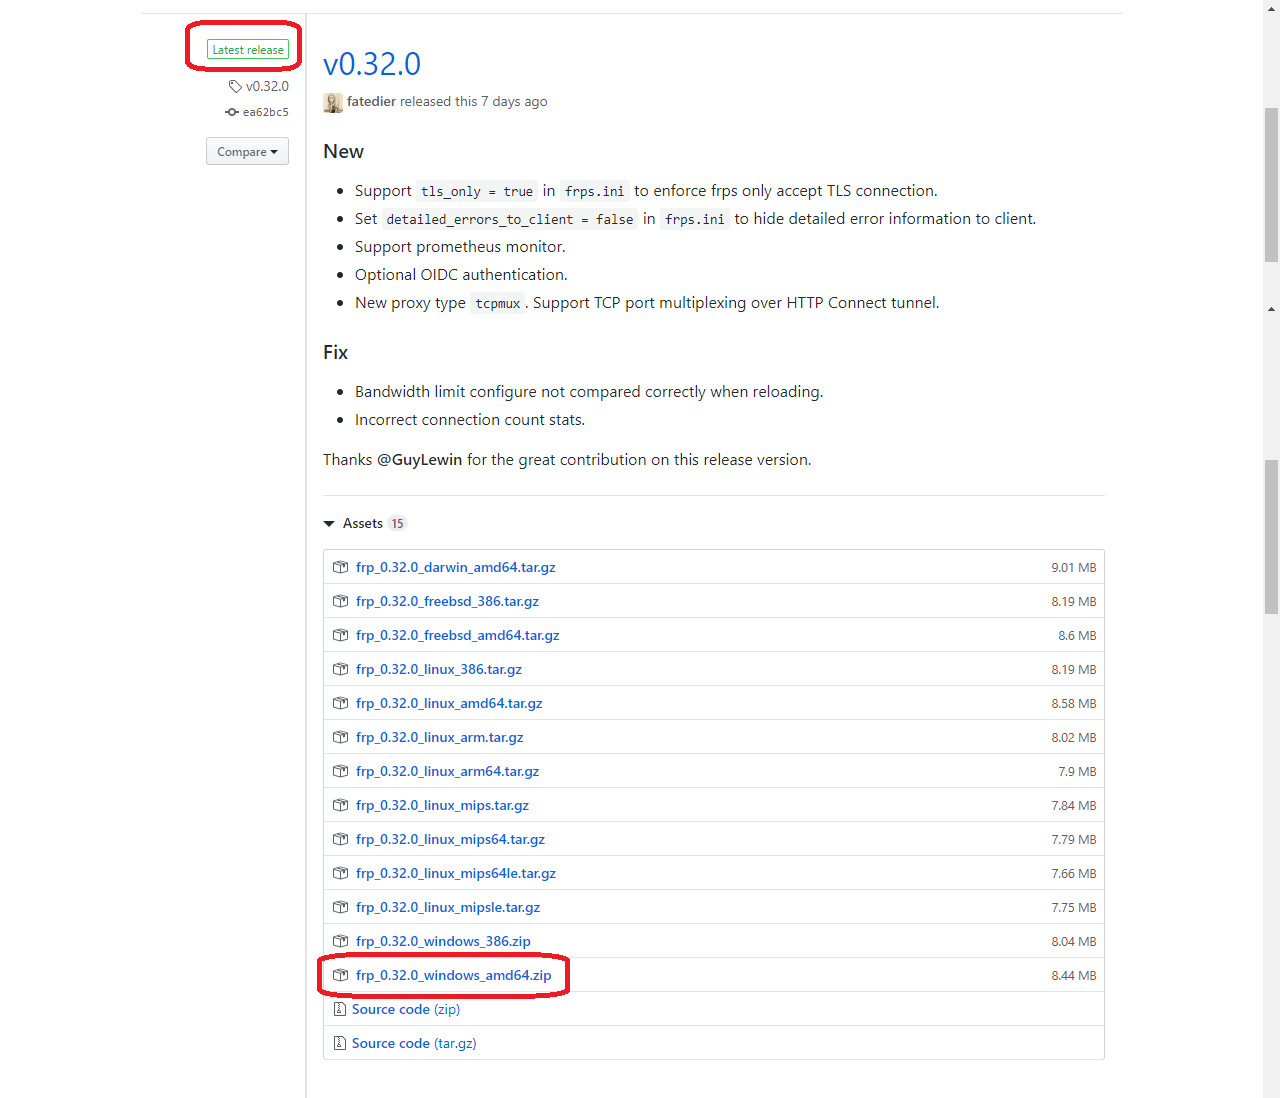 Latest release
v0.32.0
ea62bc5
Compare
v0.32.0
fatedier released this 7 days ago
New
Support tls_only = true in frps.ini to enforce frps only accept TLS connection.
Set detailed_errors_to_client = false in frps.ini to hide detailed error information to client.
Support prometheus monitor.
Optional OIDC authentication.
New proxy type tcpmux. Support TCP port multiplexing over HTTP Connect tunnel.
Fix
Bandwidth limit configure not compared correctly when reloading.
Incorrect connection count stats.
Thanks @GuyLewin for the great contribution on this release version.
Assets 15
frp_0.32.0_darwin_amd64.tar.gz 9.01 MB
frp_0.32.0_freebsd_386.tar.gz 8.19 MB
frp_0.32.0_freebsd_amd64.tar.gz 8.6 MB
frp_0.32.0_linux_386.tar.gz 8.19 MB
frp_0.32.0_linux_amd64.tar.gz 8.58 MB
frp_0.32.0_linux_arm.tar.gz 8.02 MB
frp_0.32.0_linux_arm64.tar.gz 7.9 MB
frp_0.32.0_linux_mips.tar.gz 7.84 MB
frp_0.32.0_linux_mips64.tar.gz 7.79 MB
frp_0.32.0_linux_mips64le.tar.gz 7.66 MB
frp_0.32.0_linux_mipsle.tar.gz 7.75 MB
frp_0.32.0_windows_386.zip 8.04 MB
frp_0.32.0_windows_amd64.zip 8.44 MB
Source code (zip)
Source code (tar.gz)